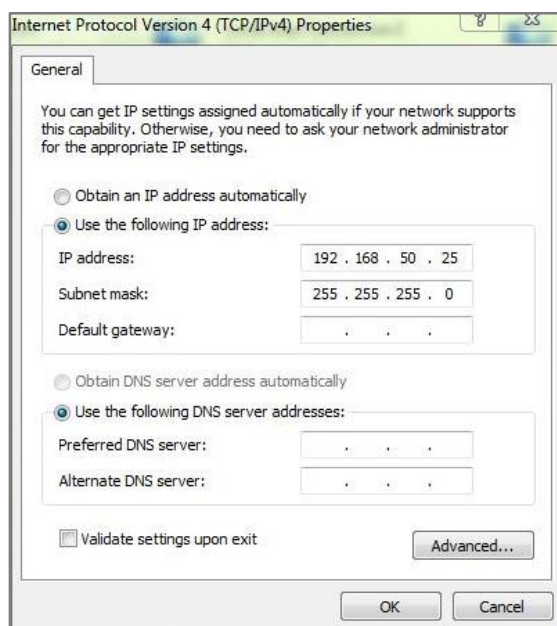 Internet Protocol Version 4 (TCP/IPv4) Properties
?
General
You can get IP settings assigned automatically if your network supports
this capability. Otherwise, you need to ask your network administrator
for the appropriate IP settings.
Obtain an IP address automatically
Use the following IP address:
IP address: 192 . 168 . 50 . 25
Subnet mask: 255 . 255 . 255 . 0
Default gateway: . . .
Obtain DNS server address automatically
Use the following DNS server addresses:
Preferred DNS server: . . .
Alternate DNS server: . . .
Validate settings upon exit
Advanced...
OK Cancel